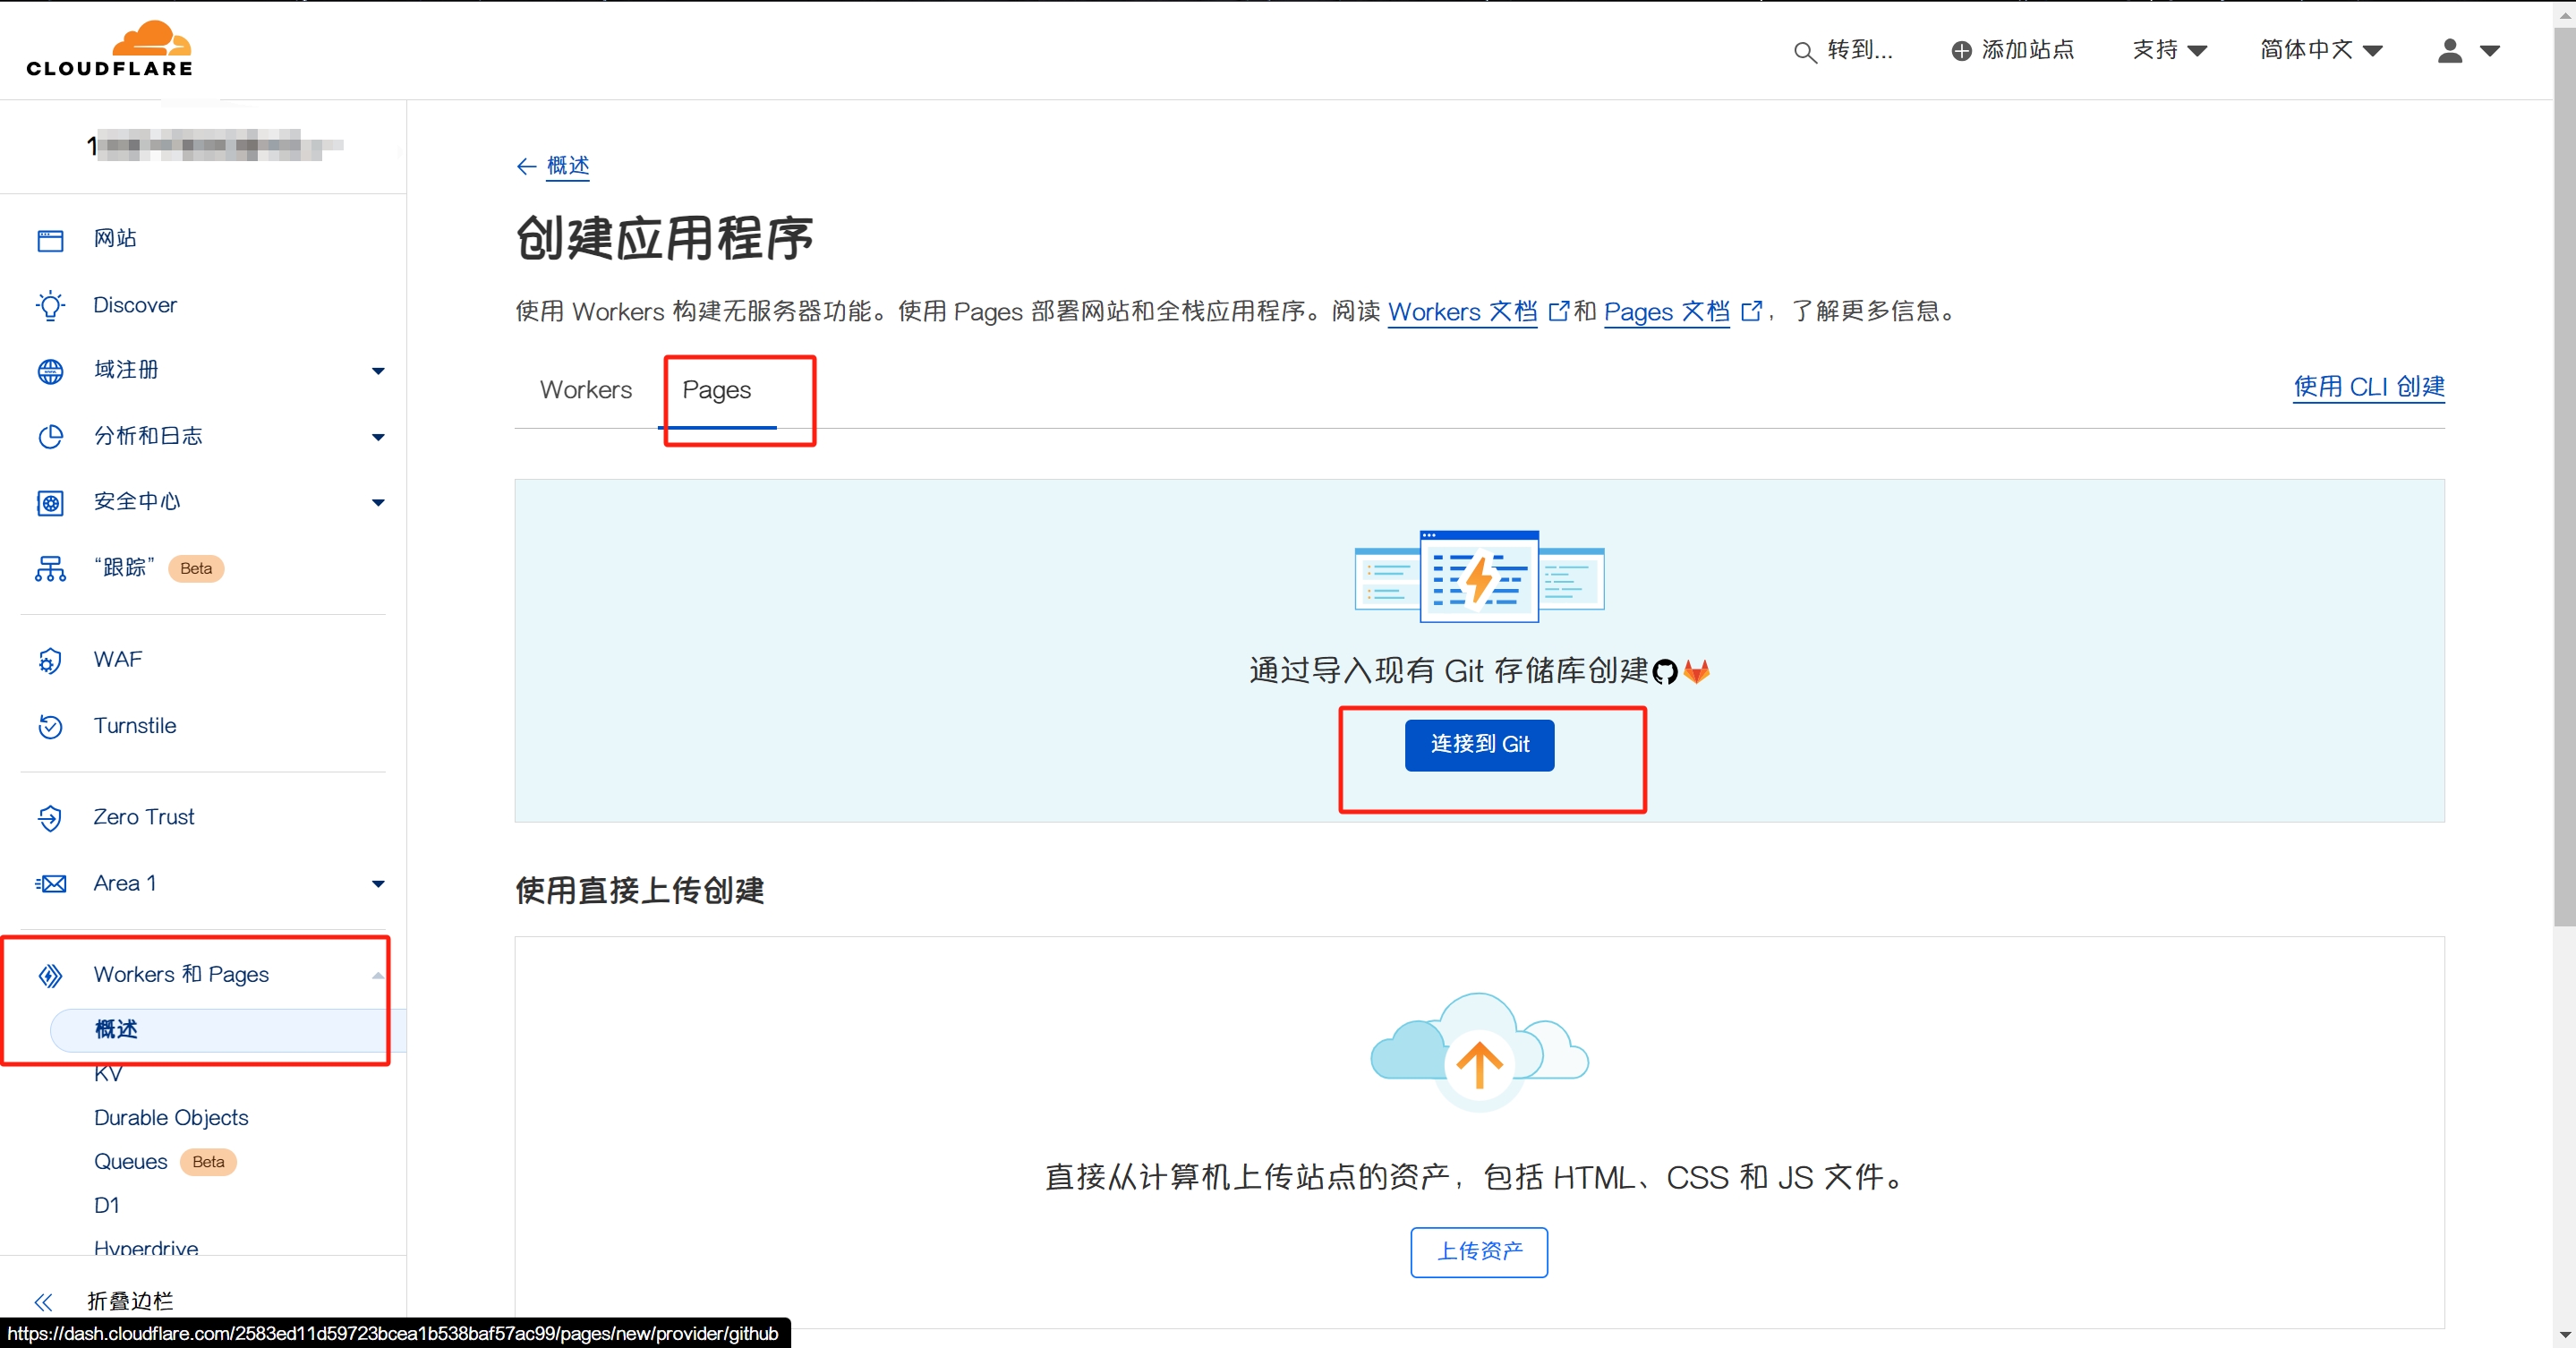 CLOUDFLARE
转到...
添加站点
支持
简体中文
1
网站
Discover
域注册
分析和日志
安全中心
“跟踪” Beta
WAF
Turnstile
Zero Trust
Area 1
Workers 和 Pages
概述
KV
Durable Objects
Queues Beta
D1
Hyperdrive
折叠边栏
概述
创建应用程序
使用 Workers 构建无服务器功能。使用 Pages 部署网站和全栈应用程序。阅读 Workers 文档 和 Pages 文档 ，了解更多信息。
Workers Pages
使用 CLI 创建
通过导入现有 Git 存储库创建
连接到 Git
使用直接上传创建
直接从计算机上传站点的资产，包括 HTML、CSS 和 JS 文件。
上传资产
https://dash.cloudflare.com/2583ed11d59723bcea1b538baf57ac99/pages/new/provider/github